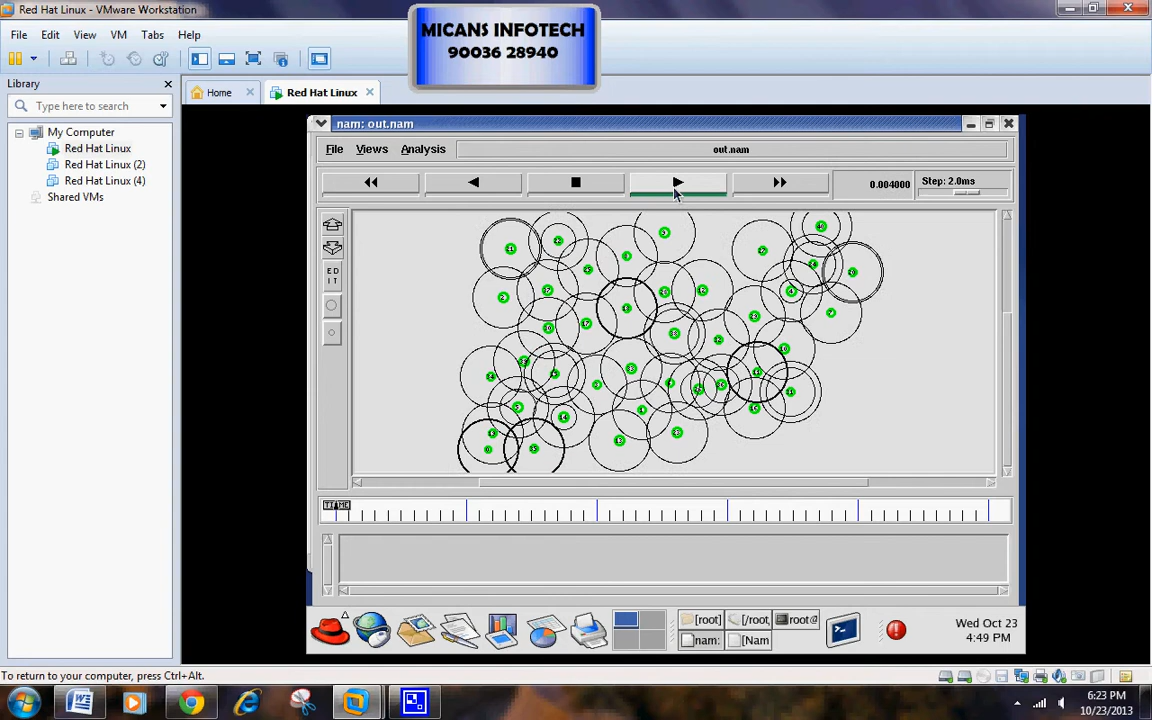 Red Hat Linux - VMware Workstation
MICANS INFOTECH
90036 28940
File Edit View VM Tabs Help
Library
Home
Red Hat Linux
Type here to search
My Computer
Red Hat Linux
Red Hat Linux (2)
Red Hat Linux (4)
Shared VMs
nam: out.nam
File Views Analysis
out.nam
0.004000
Step: 2.0ms
ED
IT
TIME
[root]
[/root,
root@
nam:
[Nam
Wed Oct 23
4:49 PM
To return to your computer, press Ctrl+Alt.
6:23 PM
10/23/2013